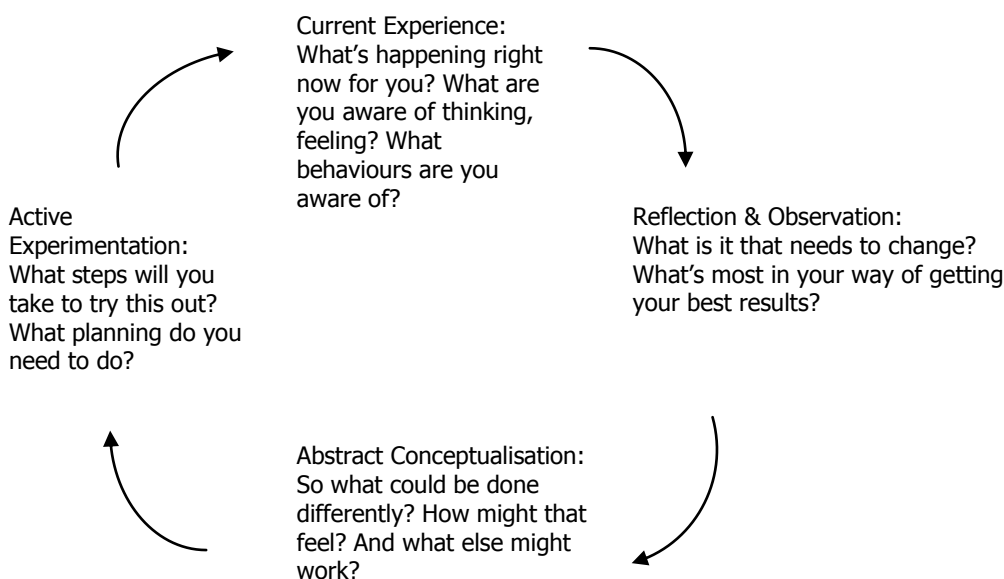 Current Experience:
What’s happening right
now for you? What are
you aware of thinking,
feeling? What
behaviours are you
aware of?
Reflection & Observation:
What is it that needs to change?
What’s most in your way of getting
your best results?
Abstract Conceptualisation:
So what could be done
differently? How might that
feel? And what else might
work?
Active
Experimentation:
What steps will you
take to try this out?
What planning do you
need to do?